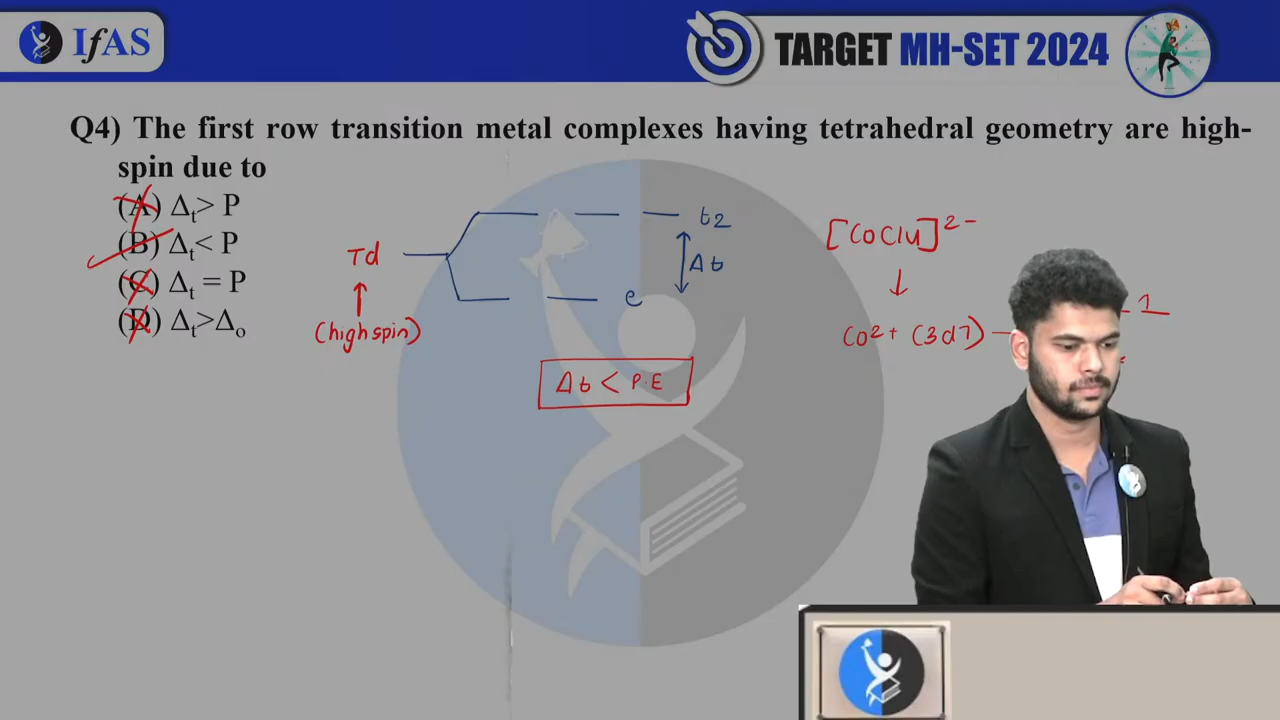 IfAS
TARGET MH-SET 2024
Q4) The first row transition metal complexes having tetrahedral geometry are high-
spin due to
(A) Δt> P
(B) Δt< P
(C) Δt = P
(D) Δt>Δo
t2
Td
Δt
e
(high spin)
Δt < P.E
[CoCl4]2-
↓
Co2+ (3d7)